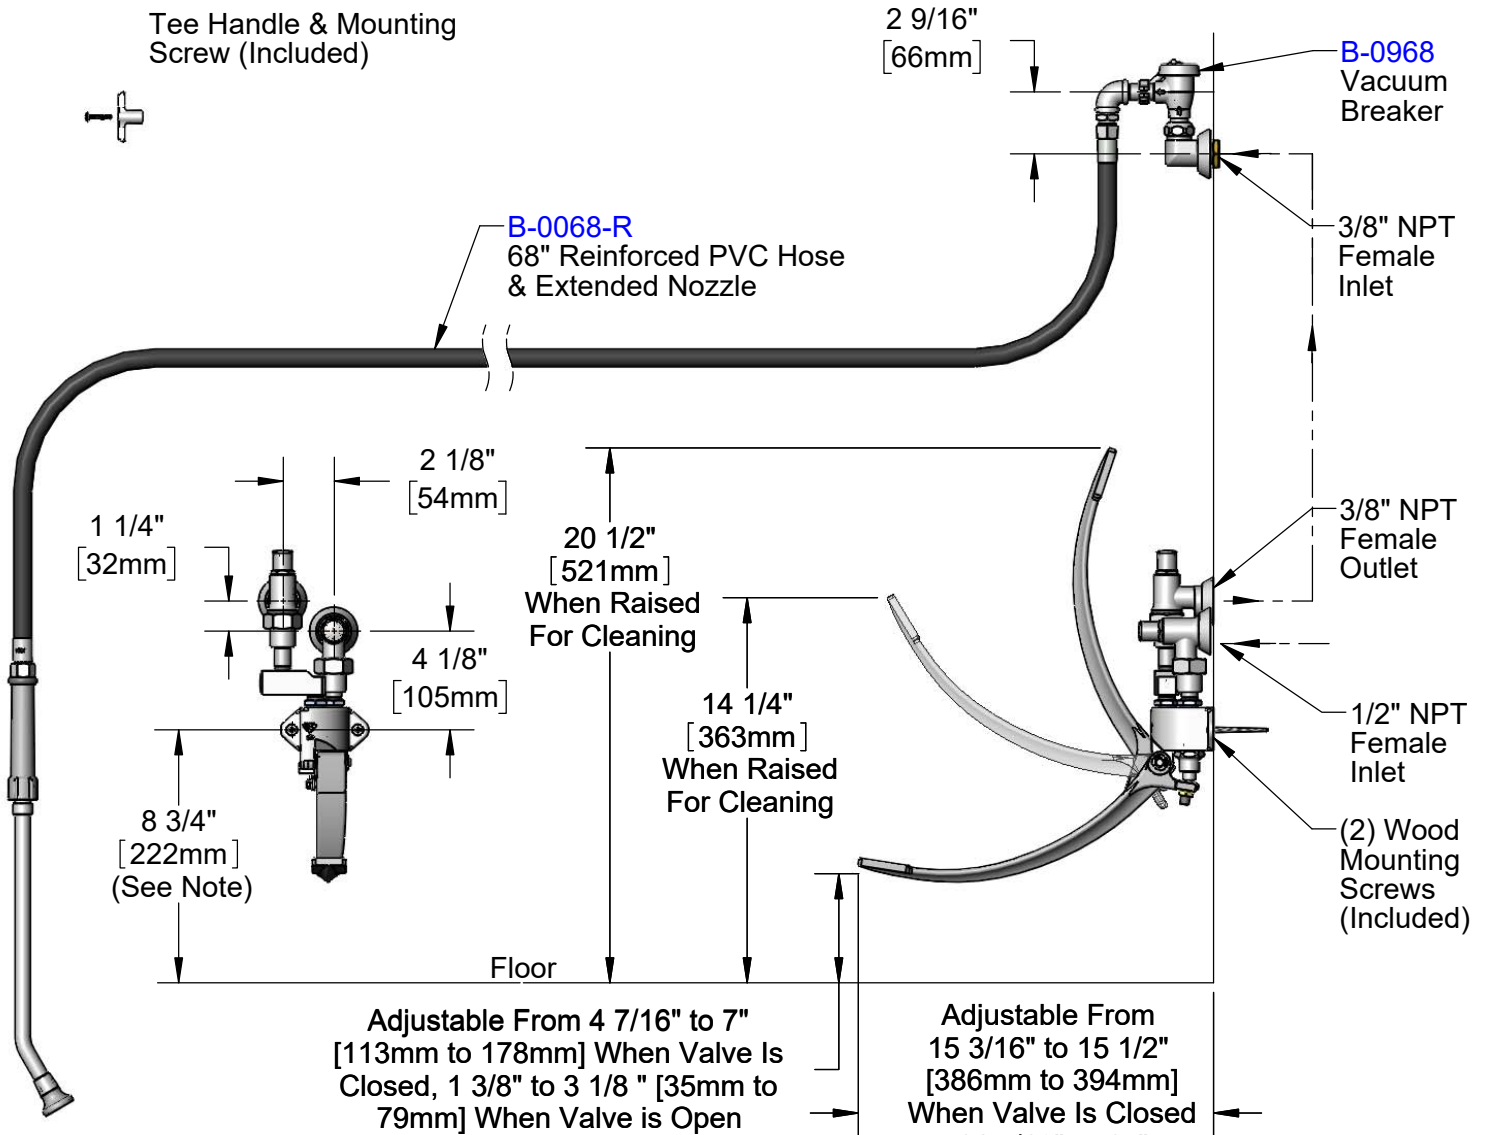 Tee Handle & Mounting
Screw (Included)
2 9/16"
[66mm]
B-0968
Vacuum
Breaker
B-0068-R
68" Reinforced PVC Hose
& Extended Nozzle
3/8" NPT
Female
Inlet
2 1/8"
[54mm]
1 1/4"
[32mm]
20 1/2"
[521mm]
When Raised
For Cleaning
3/8" NPT
Female
Outlet
4 1/8"
[105mm]
14 1/4"
[363mm]
When Raised
For Cleaning
1/2" NPT
Female
Inlet
8 3/4"
[222mm]
(See Note)
(2) Wood
Mounting
Screws
(Included)
Floor
Adjustable From 4 7/16" to 7"
[113mm to 178mm] When Valve Is
Closed, 1 3/8" to 3 1/8 " [35mm to
79mm] When Valve is Open
Adjustable From
15 3/16" to 15 1/2"
[386mm to 394mm]
When Valve Is Closed